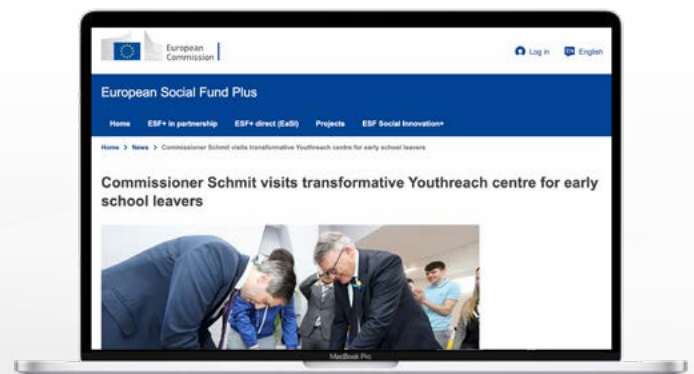 European
Commission
Log in
EN English
European Social Fund Plus
Home ESF+ in partnership ESF+ direct (EaSI) Projects ESF Social Innovation+
Home > News > Commissioner Schmit visits transformative Youthreach centre for early school leavers
Commissioner Schmit visits transformative Youthreach centre for early
school leavers
MacBook Pro